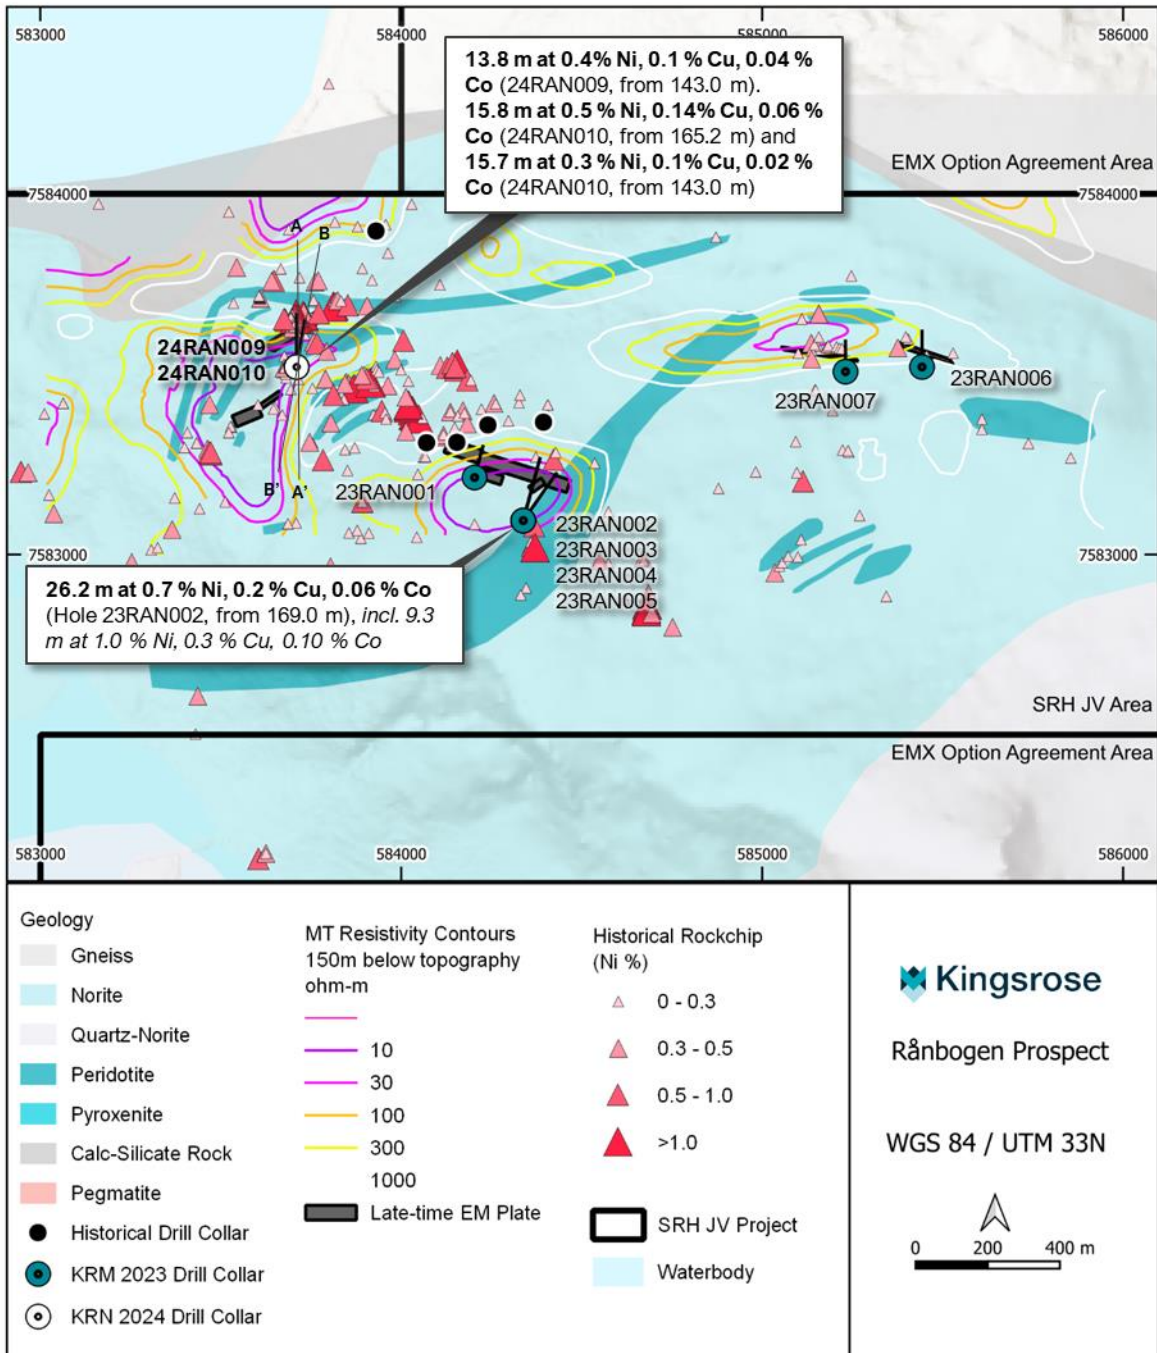 583000
584000
585000
586000
13.8 m at 0.4% Ni, 0.1 % Cu, 0.04 %
Co (24RAN009, from 143.0 m).
15.8 m at 0.5 % Ni, 0.14% Cu, 0.06 %
Co (24RAN010, from 165.2 m) and
15.7 m at 0.3 % Ni, 0.1% Cu, 0.02 %
Co (24RAN010, from 143.0 m)
EMX Option Agreement Area
7584000
7584000
A
B
24RAN009
24RAN010
23RAN006
23RAN007
B'
A'
23RAN001
23RAN002
23RAN003
23RAN004
23RAN005
7583000
7583000
26.2 m at 0.7 % Ni, 0.2 % Cu, 0.06 % Co
(Hole 23RAN002, from 169.0 m), incl. 9.3
m at 1.0 % Ni, 0.3 % Cu, 0.10 % Co
SRH JV Area
EMX Option Agreement Area
583000
584000
585000
586000
Geology
Gneiss
Norite
Quartz-Norite
Peridotite
Pyroxenite
Calc-Silicate Rock
Pegmatite
Historical Drill Collar
KRM 2023 Drill Collar
KRN 2024 Drill Collar
MT Resistivity Contours
150m below topography
ohm-m
10
30
100
300
1000
Late-time EM Plate
Historical Rockchip
(Ni %)
0 - 0.3
0.3 - 0.5
0.5 - 1.0
>1.0
SRH JV Project
Waterbody
Kingsrose
Rånbogen Prospect
WGS 84 / UTM 33N
0 200 400 m